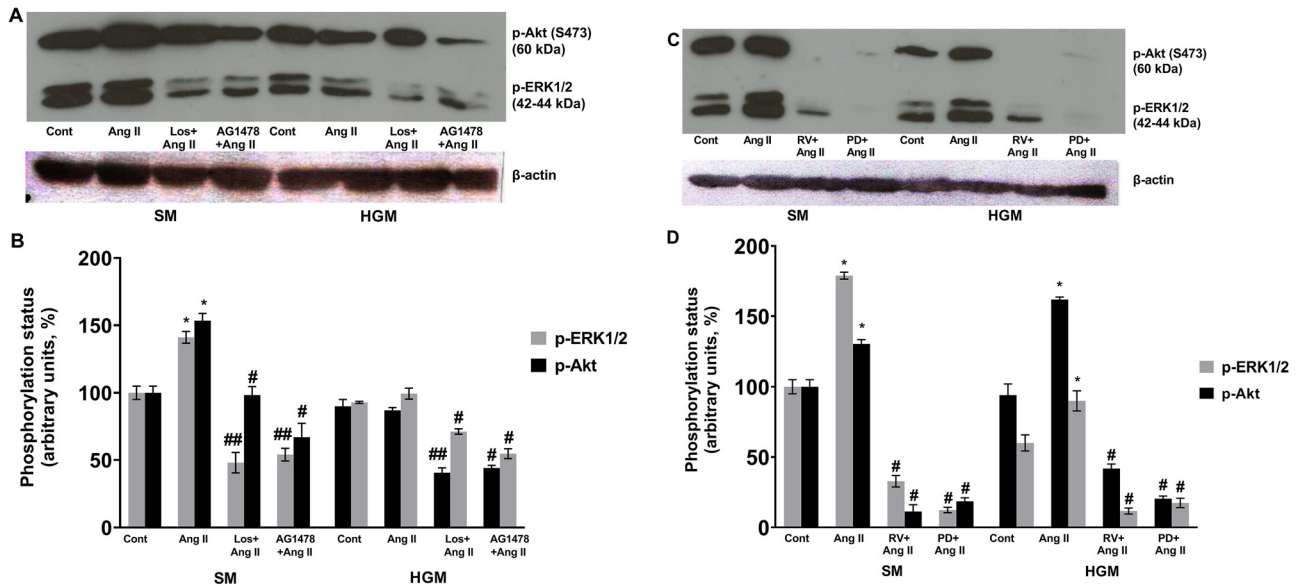 A
p-Akt (S473)
(60 kDa)
p-ERK1/2
(42-44 kDa)
Cont Ang II Los+ AG1478 Cont Ang II Los+ AG1478
Ang II +Ang II Ang II +Ang II
β-actin
SM HGM
B
200
150
100
50
0
Phosphorylation status
(arbitrary units, %)
* *
## # ## # ## # # #
p-ERK1/2
p-Akt
Cont Ang II Los+ AG1478 Cont Ang II Los+ AG1478
Ang II +Ang II Ang II +Ang II
SM HGM
C
p-Akt (S473)
(60 kDa)
p-ERK1/2
(42-44 kDa)
Cont Ang II RV+ PD+ Cont Ang II RV+ PD+
Ang II Ang II Ang II Ang II
β-actin
SM HGM
D
200
150
100
50
0
Phosphorylation status
(arbitrary units, %)
* * * *
# # # # # # # #
p-ERK1/2
p-Akt
Cont Ang II RV+ PD+ Cont Ang II RV+ PD+
Ang II Ang II Ang II Ang II
SM HGM